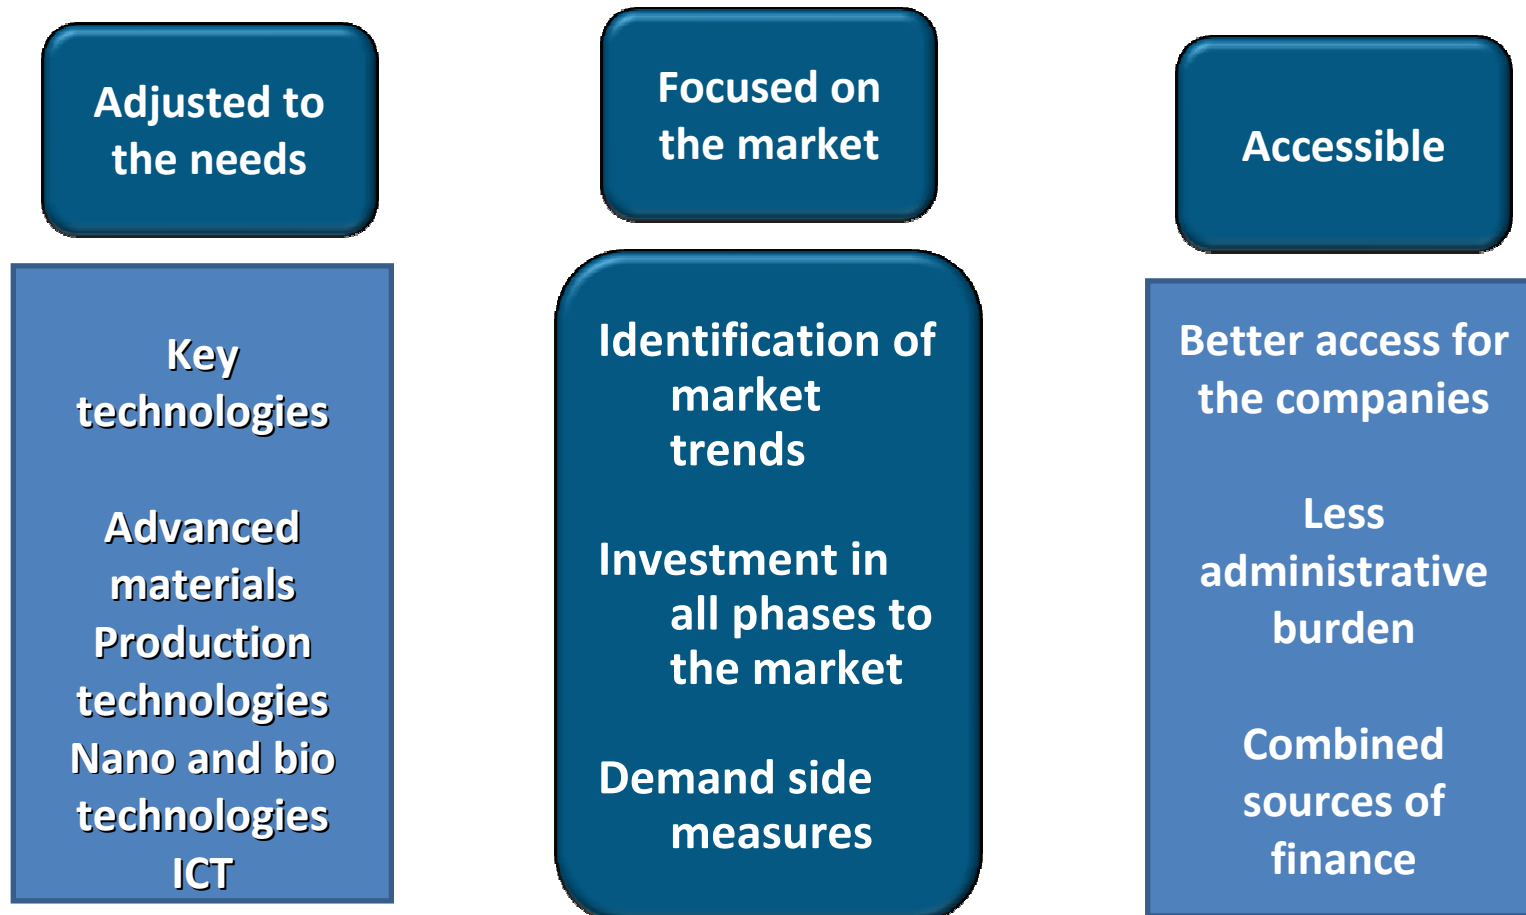 Adjusted to
the needs
Focused on
the market
Accessible
Key
technologies
Advanced
materials
Production
technologies
Nano and bio
technologies
ICT
Identification of
market
trends
Investment in
all phases to
the market
Demand side
measures
Better access for
the companies
Less
administrative
burden
Combined
sources of
finance